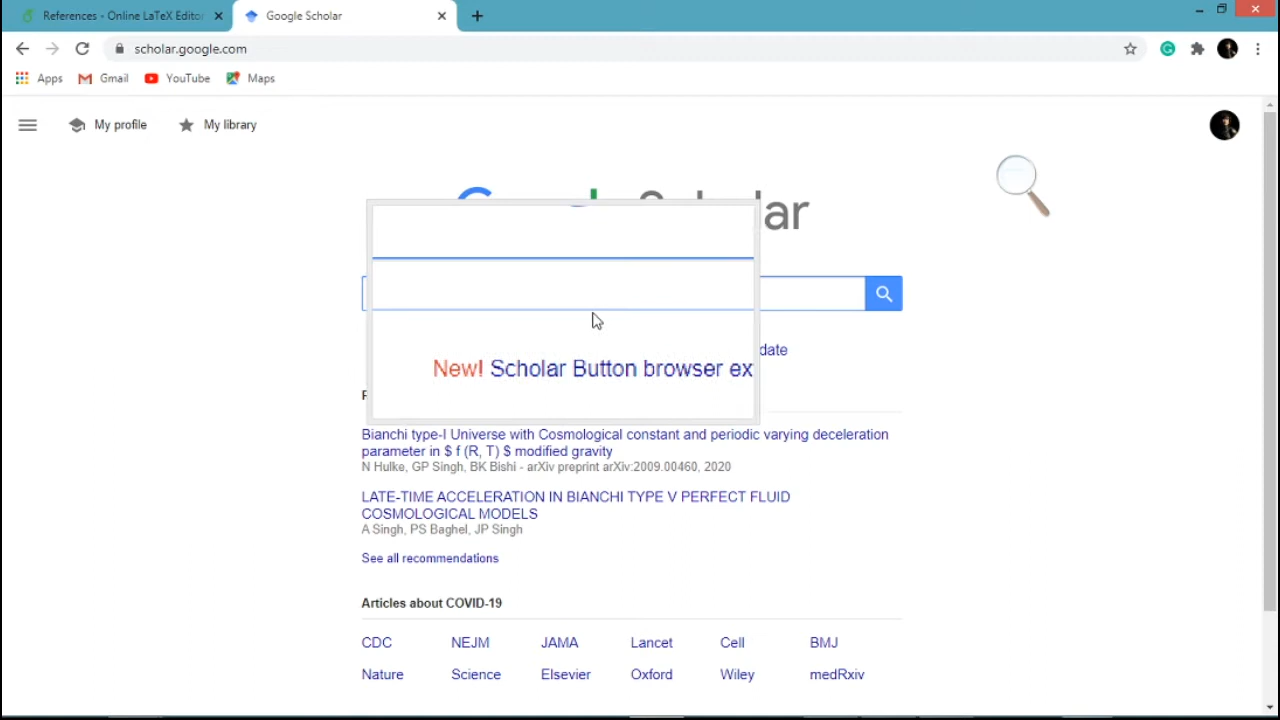 References - Online LaTeX Editor
Google Scholar
scholar.google.com
Apps
Gmail
YouTube
Maps
My profile
My library
ar
New! Scholar Button browser ex
date
Bianchi type-I Universe with Cosmological constant and periodic varying deceleration
parameter in $ f (R, T) $ modified gravity
N Hulke, GP Singh, BK Bishi - arXiv preprint arXiv:2009.00460, 2020
LATE-TIME ACCELERATION IN BIANCHI TYPE V PERFECT FLUID
COSMOLOGICAL MODELS
A Singh, PS Baghel, JP Singh
See all recommendations
Articles about COVID-19
CDC NEJM JAMA Lancet Cell BMJ
Nature Science Elsevier Oxford Wiley medRxiv